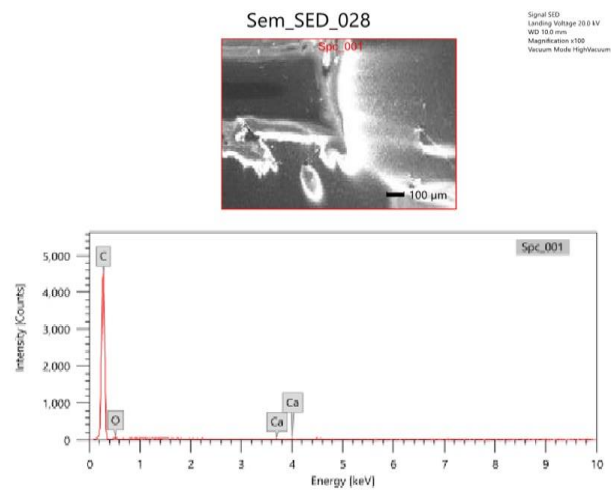 Sem_SED_028
Signal SED
Landing Voltage 20.0 kV
WD 10.0 mm
Magnification x100
Vacuum Mode HighVacuum
Spc_001
100 µm
Spc_001
Intensity [Counts]
5,000
4,000
3,000
2,000
1,000
0
C
O
Ca
Ca
0 1 2 3 4 5 6 7 8 9 10
Energy [keV]